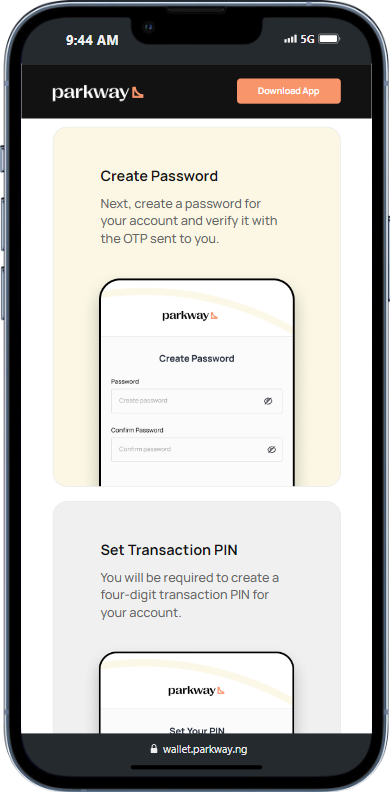 9:44 AM
5G
parkway
Download App
Create Password
Next, create a password for
your account and verify it with
the OTP sent to you.
parkway
Create Password
Password
Create password
Confirm Password
Confirm password
Set Transaction PIN
You will be required to create a
four-digit transaction PIN for
your account.
parkway
Set Your PIN
wallet.parkway.ng